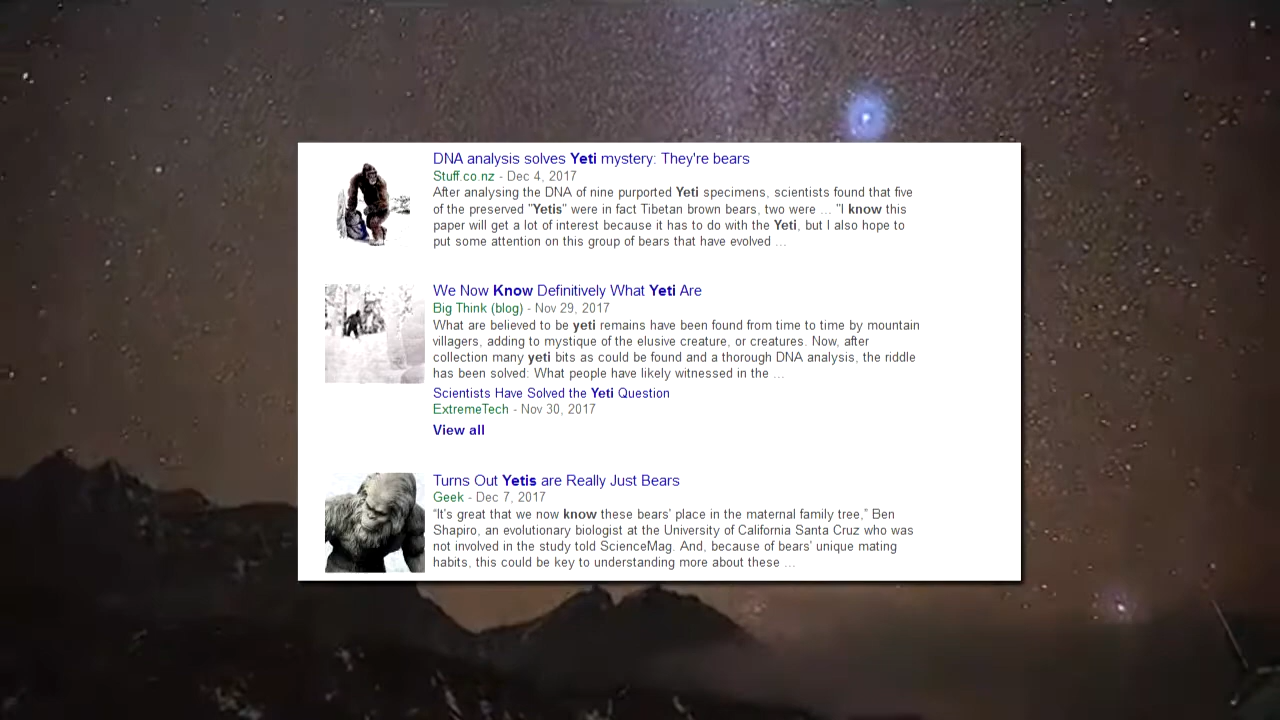 DNA analysis solves Yeti mystery: They're bears
Stuff.co.nz - Dec 4, 2017
After analysing the DNA of nine purported Yeti specimens, scientists found that five
of the preserved "Yetis" were in fact Tibetan brown bears, two were ... "I know this
paper will get a lot of interest because it has to do with the Yeti, but I also hope to
put some attention on this group of bears that have evolved ...
We Now Know Definitively What Yeti Are
Big Think (blog) - Nov 29, 2017
What are believed to be yeti remains have been found from time to time by mountain
villagers, adding to mystique of the elusive creature, or creatures. Now, after
collection many yeti bits as could be found and a thorough DNA analysis, the riddle
has been solved: What people have likely witnessed in the ...
Scientists Have Solved the Yeti Question
ExtremeTech - Nov 30, 2017
View all
Turns Out Yetis are Really Just Bears
Geek - Dec 7, 2017
“It's great that we now know these bears' place in the maternal family tree,” Ben
Shapiro, an evolutionary biologist at the University of California Santa Cruz who was
not involved in the study told ScienceMag. And, because of bears' unique mating
habits, this could be key to understanding more about these ...